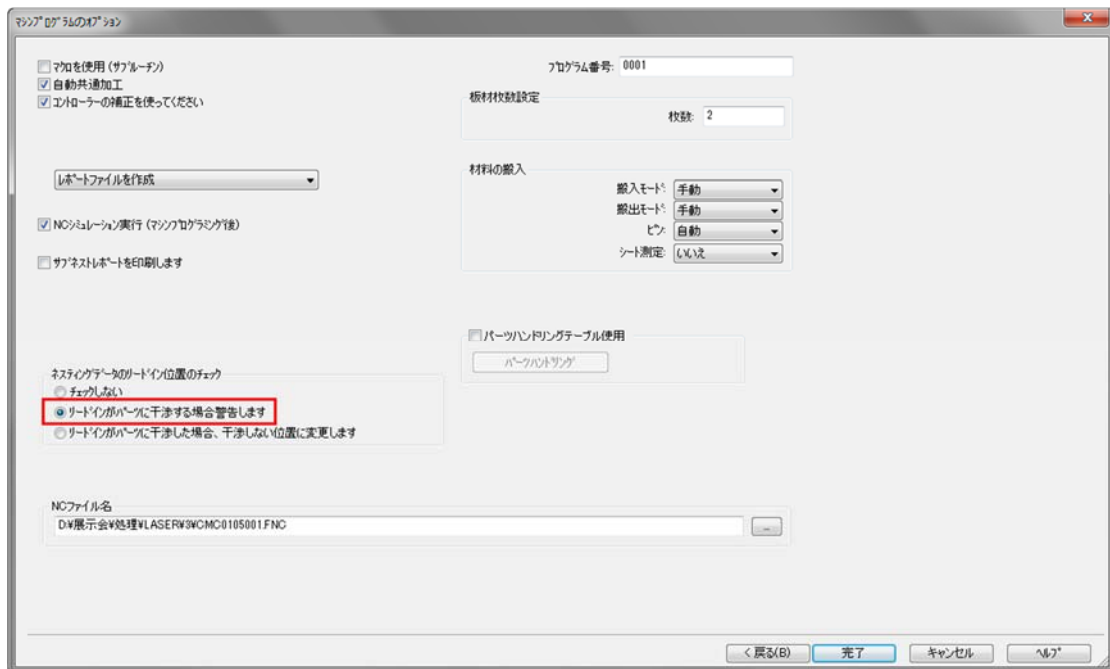 マシンプログラムのオプション
マクロを使用 (サブルーチン)
自動共通加工
コントローラーの補正を使ってください
レポートファイルを作成
NCシミュレーション実行 (マシンプログラミング後)
サブネストレポートを印刷します
プログラム番号: 0001
板材枚数設定
枚数: 2
材料の搬入
搬入モード: 手動
搬出モード: 手動
ピン: 自動
シート測定: いいえ
パーツハンドリングテーブル使用
パーツハンドリング
ネスティングデータのリードイン位置のチェック
チェックしない
リードインがパーツに干渉する場合警告します
リードインがパーツに干渉した場合、干渉しない位置に変更します
NCファイル名
D:¥展示会¥処理¥LASER¥3¥CMC0105001.FNC
...
< 戻る(B)
完了
キャンセル
ヘルプ